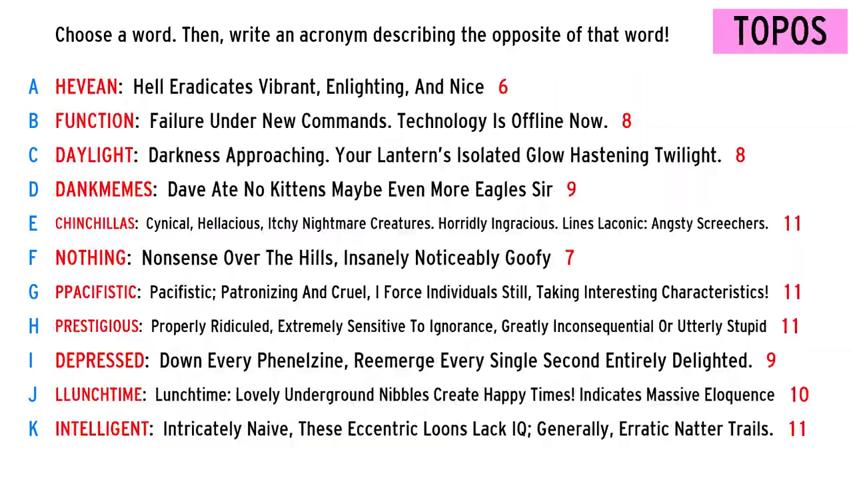 Choose a word. Then, write an acronym describing the opposite of that word!
TOPOS
A HEVEAN: Hell Eradicates Vibrant, Enlighting, And Nice 6
B FUNCTION: Failure Under New Commands. Technology Is Offline Now. 8
C DAYLIGHT: Darkness Approaching. Your Lantern's Isolated Glow Hastening Twilight. 8
D DANKMEMES: Dave Ate No Kittens Maybe Even More Eagles Sir 9
E CHINCHILLAS: Cynical, Hellacious, Itchy Nightmare Creatures. Horridly Ingracious. Lines Laconic: Angsty Screechers. 11
F NOTHING: Nonsense Over The Hills, Insanely Noticeably Goofy 7
G PPACIFISTIC: Pacifistic; Patronizing And Cruel, I Force Individuals Still, Taking Interesting Characteristics! 11
H PRESTIGIOUS: Properly Ridiculed, Extremely Sensitive To Ignorance, Greatly Inconsequential Or Utterly Stupid 11
I DEPRESSED: Down Every Phenelzine, Reemerge Every Single Second Entirely Delighted. 9
J LLUNCHTIME: Lunchtime: Lovely Underground Nibbles Create Happy Times! Indicates Massive Eloquence 10
K INTELLIGENT: Intricately Naive, These Eccentric Loons Lack IQ; Generally, Erratic Natter Trails. 11